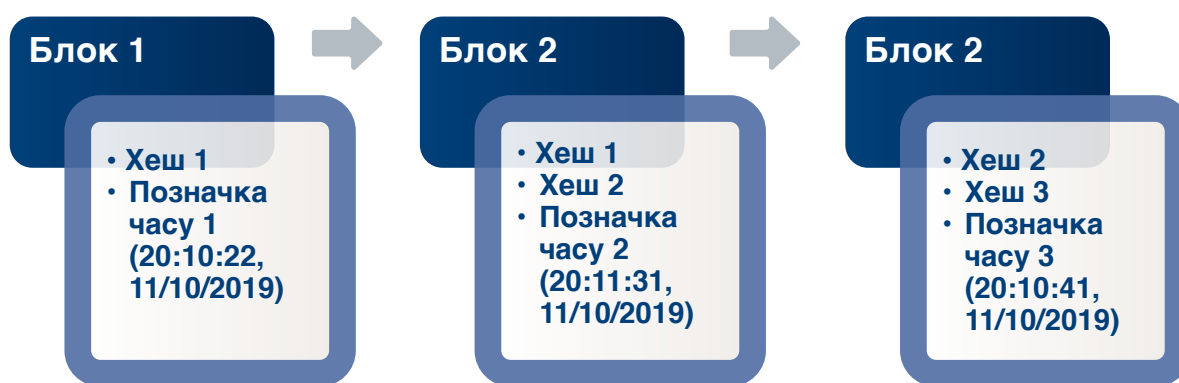 Блок 1
• Хеш 1
• Позначка
часу 1
(20:10:22,
11/10/2019)
Блок 2
• Хеш 1
• Хеш 2
• Позначка
часу 2
(20:11:31,
11/10/2019)
Блок 2
• Хеш 2
• Хеш 3
• Позначка
часу 3
(20:10:41,
11/10/2019)